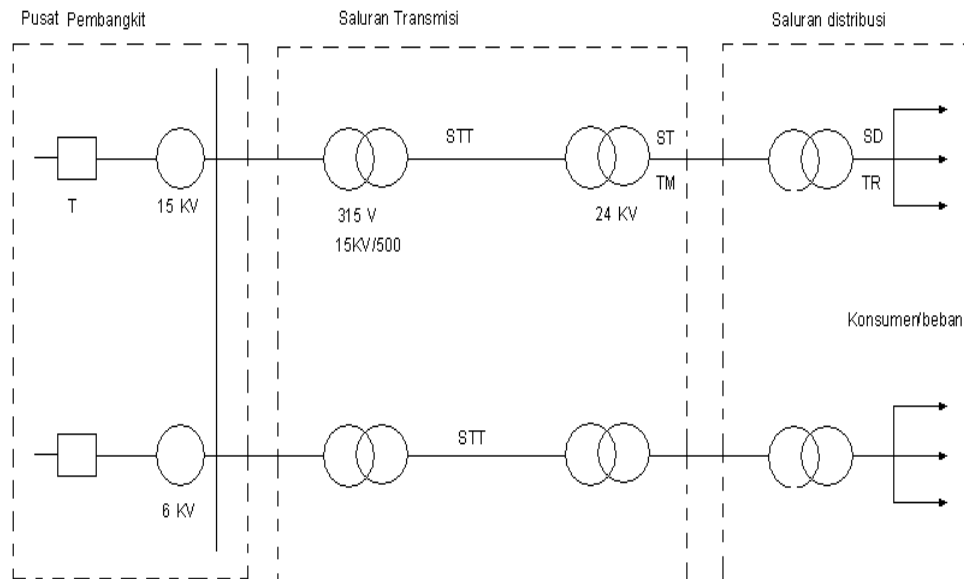 Pusat Pembangkit
Saluran Transmisi
Saluran distribusi
STT
ST
SD
T
15 KV
TM
TR
315 V
24 KV
15KV/500
Konsumen/beban
STT
6 KV